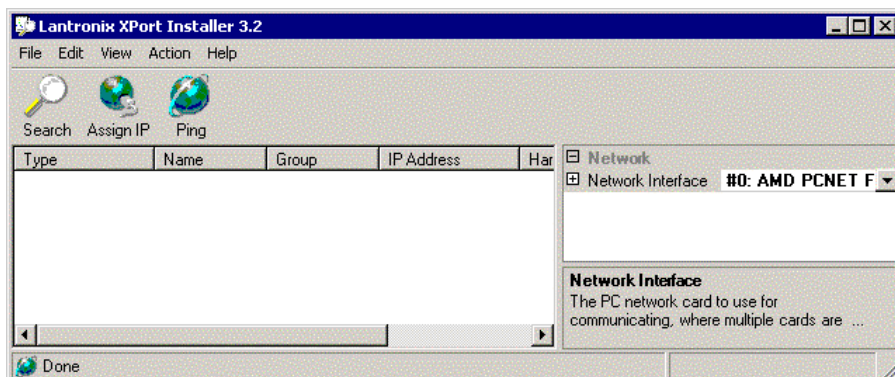 Lantronix XPort Installer 3.2
File Edit View Action Help
Search Assign IP Ping
Type Name Group IP Address Har
Network
Network Interface #0: AMD PCNET F
Network Interface
The PC network card to use for
communicating, where multiple cards are ...
Done